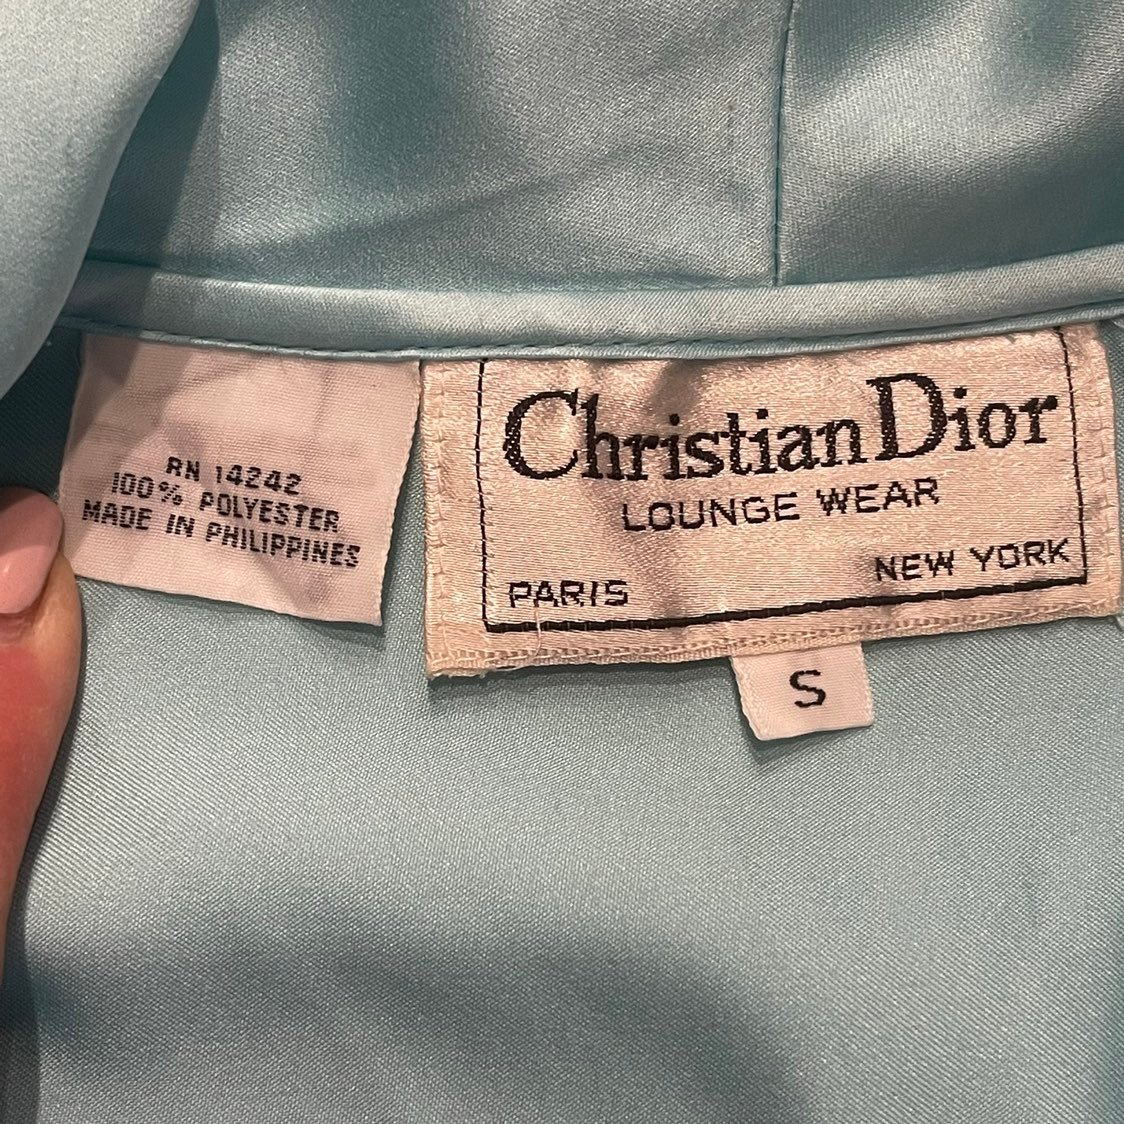 RN 14242
100% POLYESTER
MADE IN PHILIPPINES
Christian Dior
LOUNGE WEAR
PARIS
NEW YORK
S